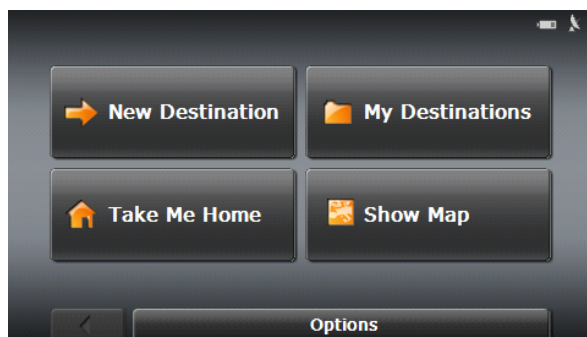 New Destination
My Destinations
Take Me Home
Show Map
Options